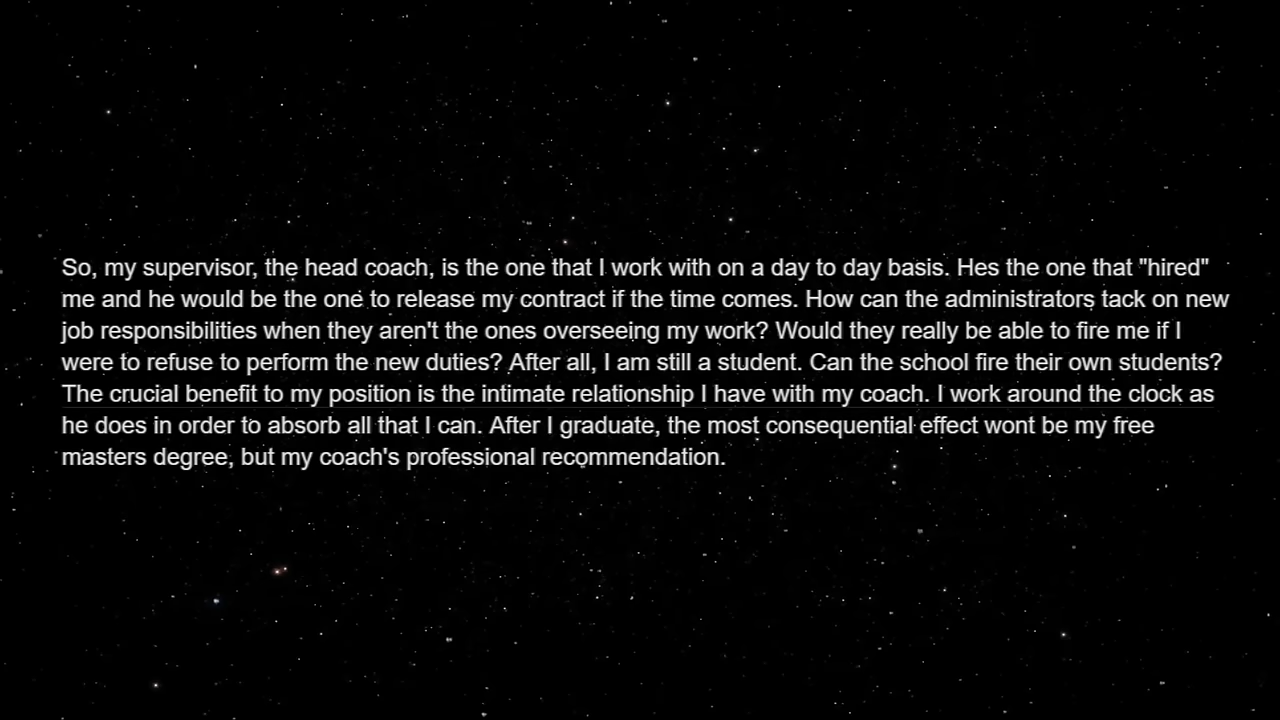 So, my supervisor, the head coach, is the one that I work with on a day to day basis. Hes the one that "hired"
me and he would be the one to release my contract if the time comes. How can the administrators tack on new
job responsibilities when they aren't the ones overseeing my work? Would they really be able to fire me if I
were to refuse to perform the new duties? After all, I am still a student. Can the school fire their own students?
The crucial benefit to my position is the intimate relationship I have with my coach. I work around the clock as
he does in order to absorb all that I can. After I graduate, the most consequential effect wont be my free
masters degree, but my coach's professional recommendation.